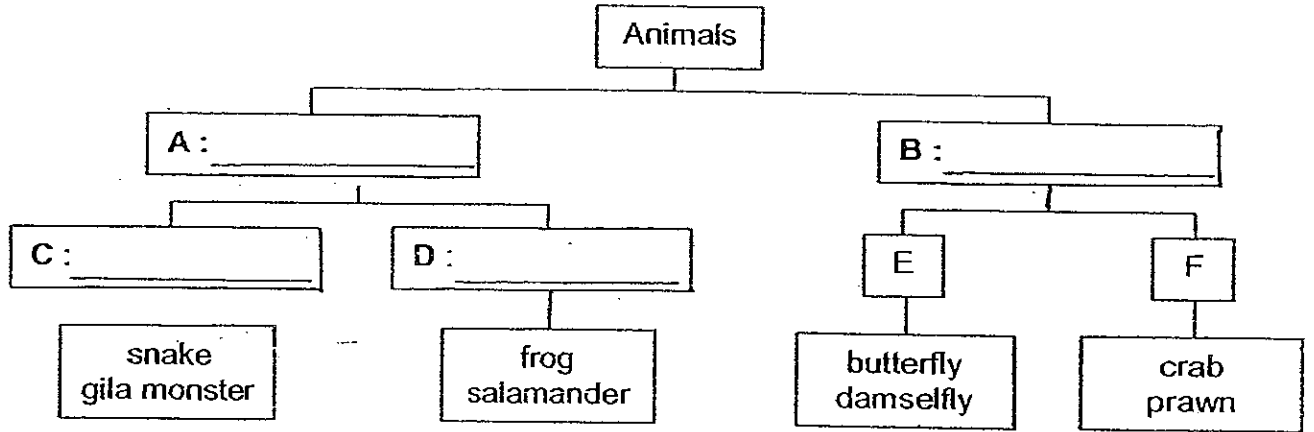 Animals
A :
B :
C :
D :
E
F
snake
gila monster
frog
salamander
butterfly
damselfly
crab
prawn